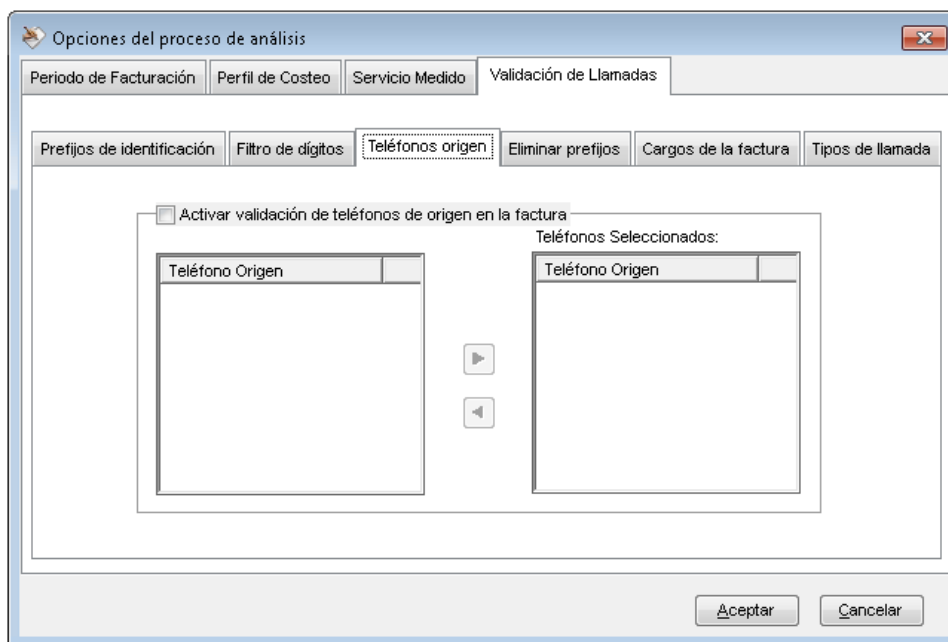 Opciones del proceso de análisis
Periodo de Facturación Perfil de Costeo Servicio Medido Validación de Llamadas
Prefijos de identificación Filtro de dígitos Teléfonos origen Eliminar prefijos Cargos de la factura Tipos de llamada
Activar validación de teléfonos de origen en la factura
Teléfonos Seleccionados:
Teléfono Origen Teléfono Origen
Aceptar Cancelar